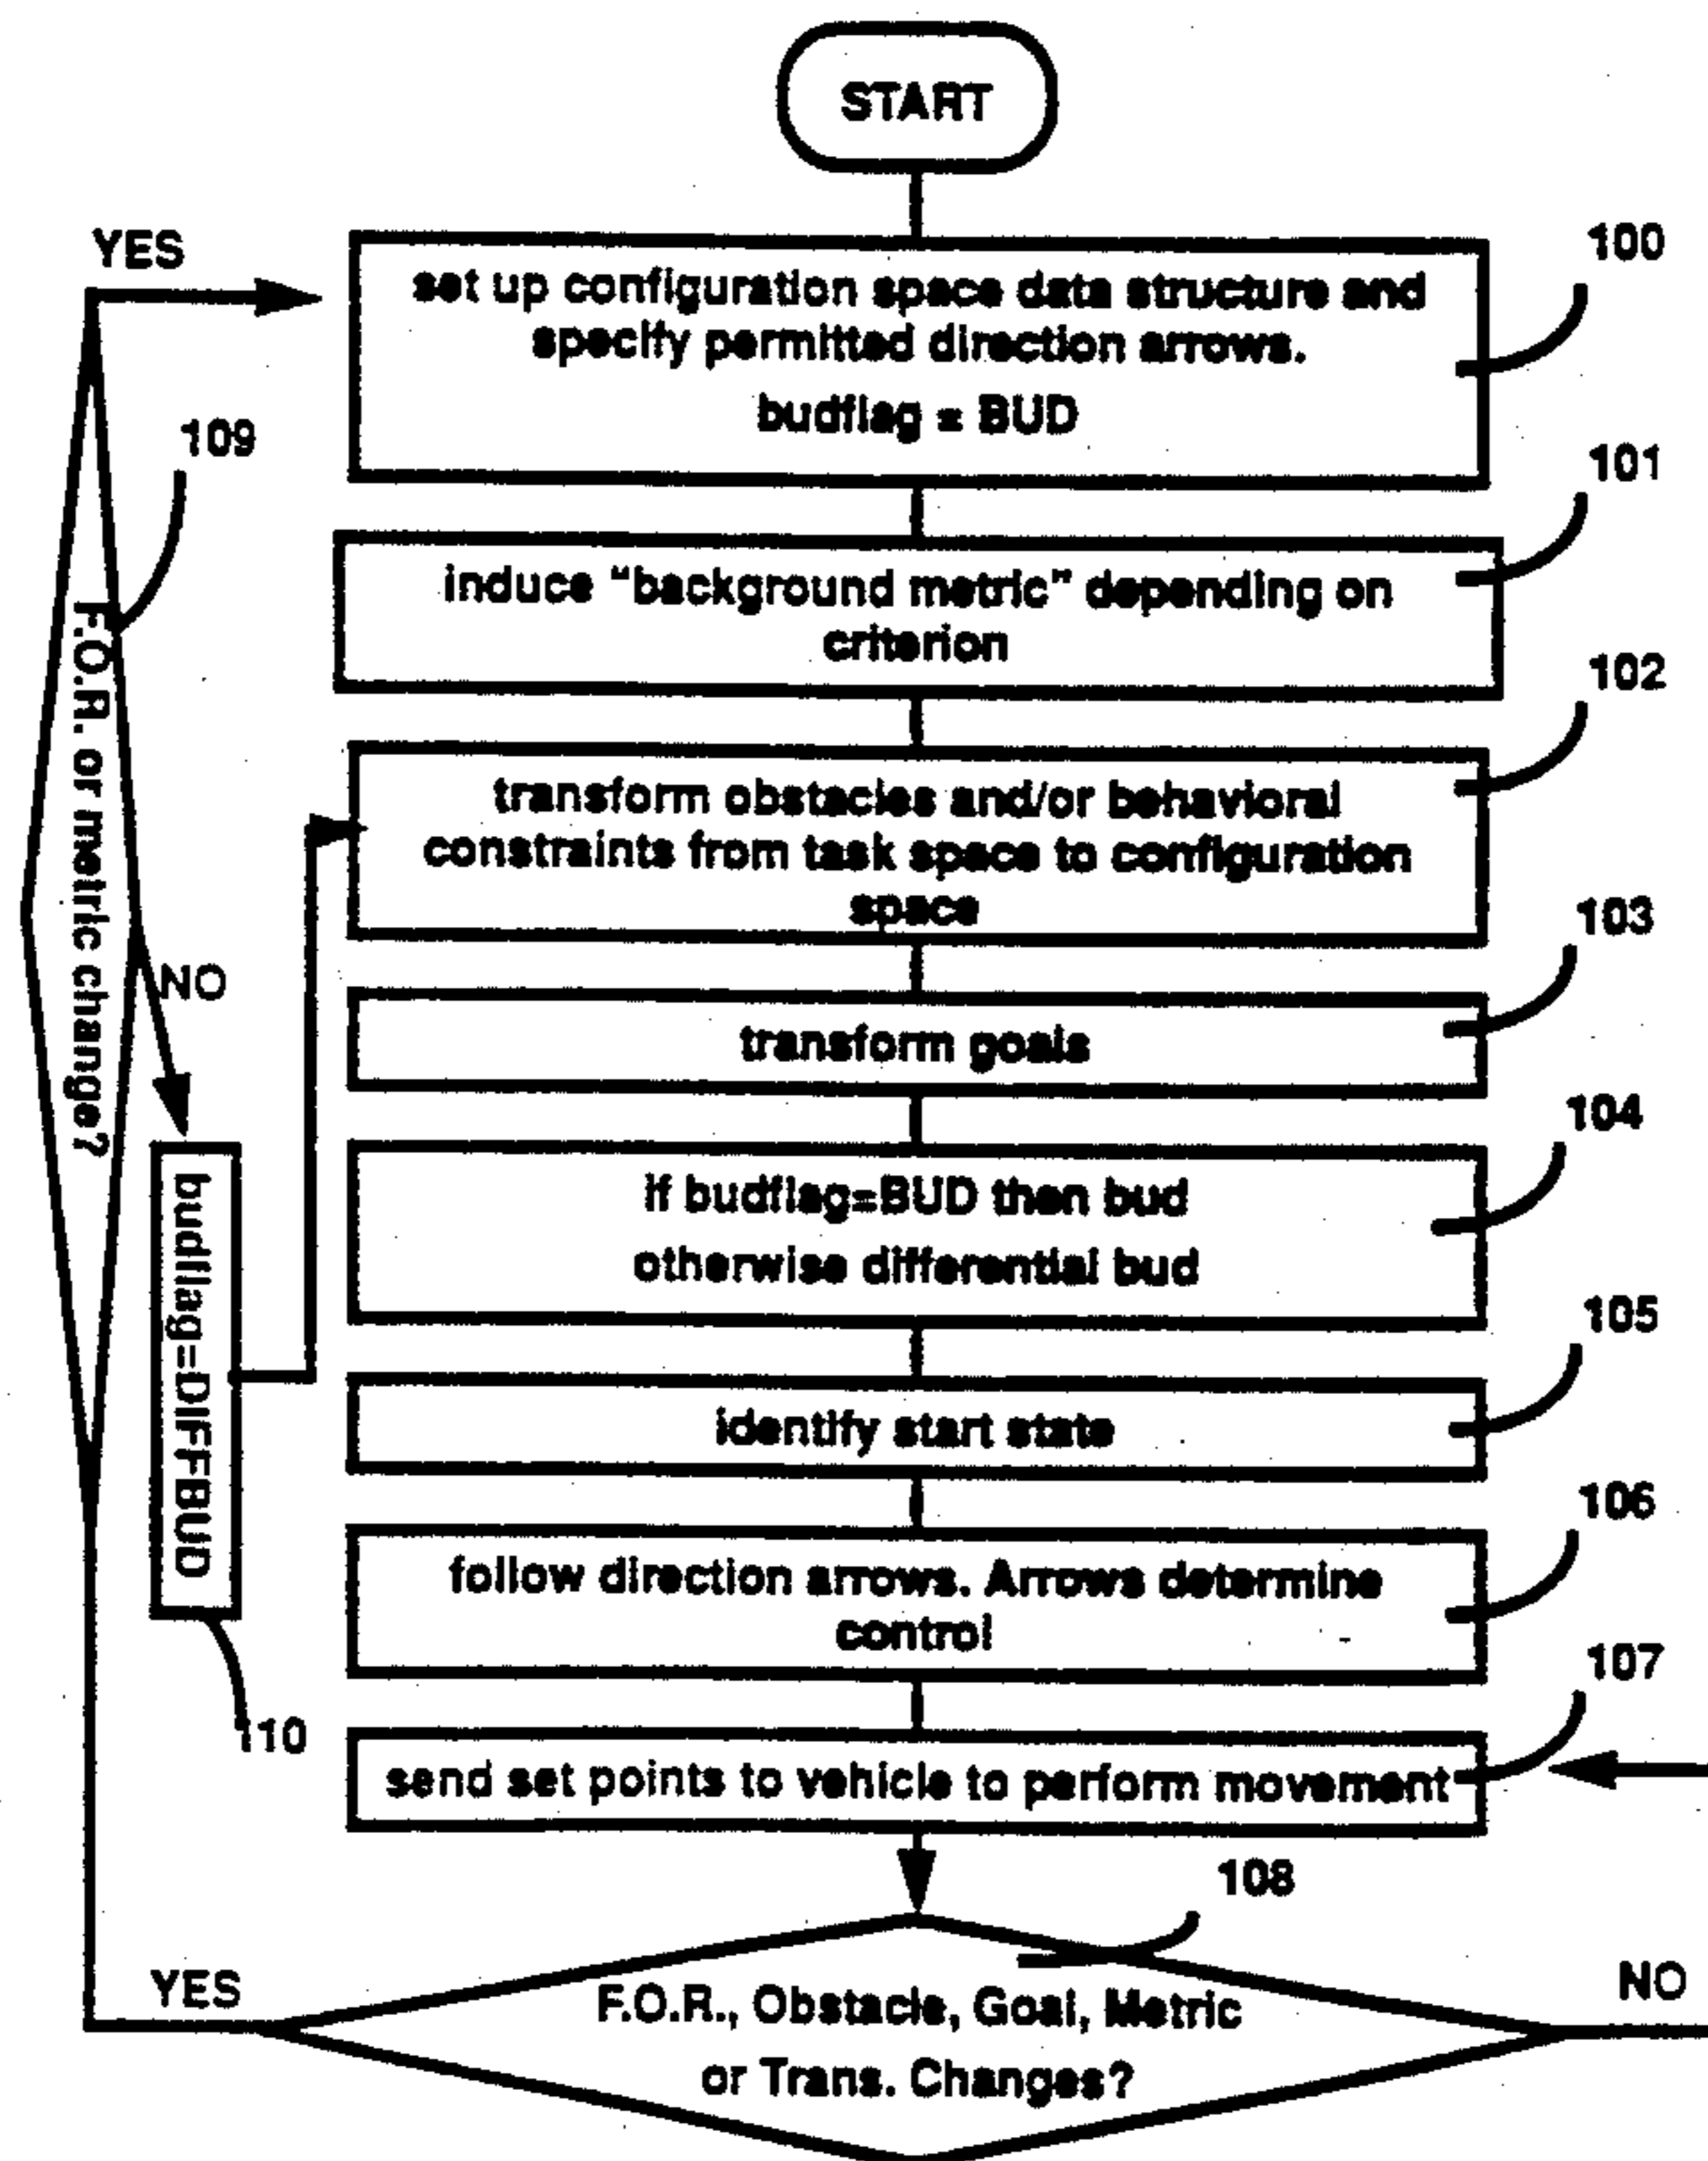 START
YES
100
set up configuration space data structure and
specify permitted direction arrows.
budflag = BUD
109
101
induce "background metric" depending on
criterion
102
transform obstacles and/or behavioral
constraints from task space to configuration
space
F.O.R. or metric change?
NO
103
transform goals
104
if budflag=BUD then bud
otherwise differential bud
budflag=DIFFBUD
105
identify start state
106
follow direction arrows. Arrows determine
control
110
107
send set points to vehicle to perform movement
108
YES
NO
F.O.R., Obstacle, Goal, Metric
or Trans. Changes?